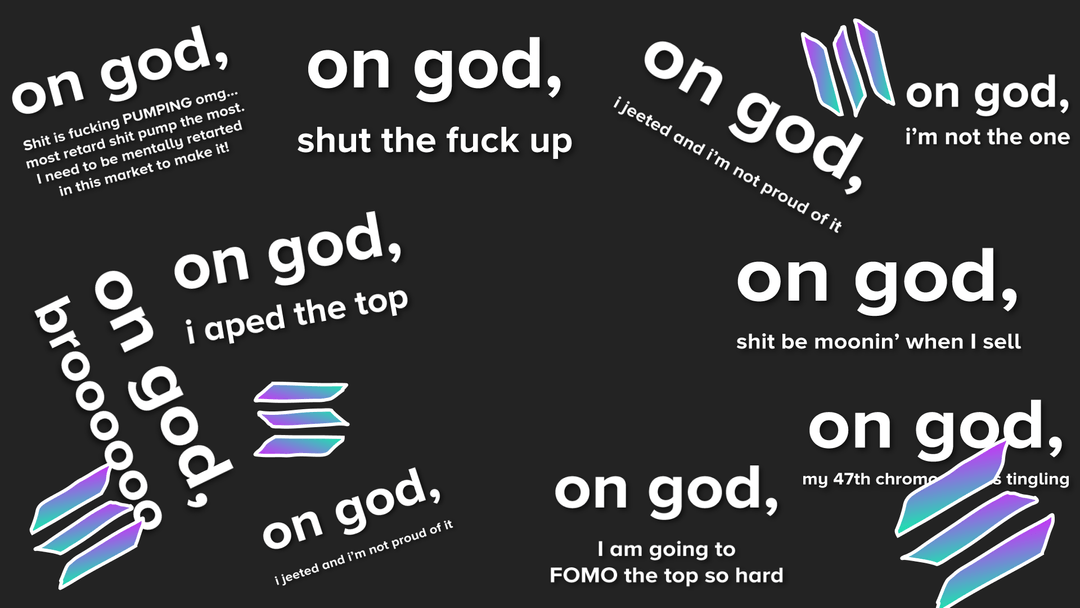 on god,
Shit is fucking PUMPING omg...
most retard shit pump the most.
I need to be mentally retarted
in this market to make it!
on god,
shut the fuck up
on god,
i jeeted and i'm not proud of it
on god,
i'm not the one
on god,
i aped the top
on god,
brooooooo
on god,
shit be moonin' when I sell
on god,
my 47th tingling
on god,
i jeeted and i'm not proud of it
on god,
I am going to
FOMO the top so hard